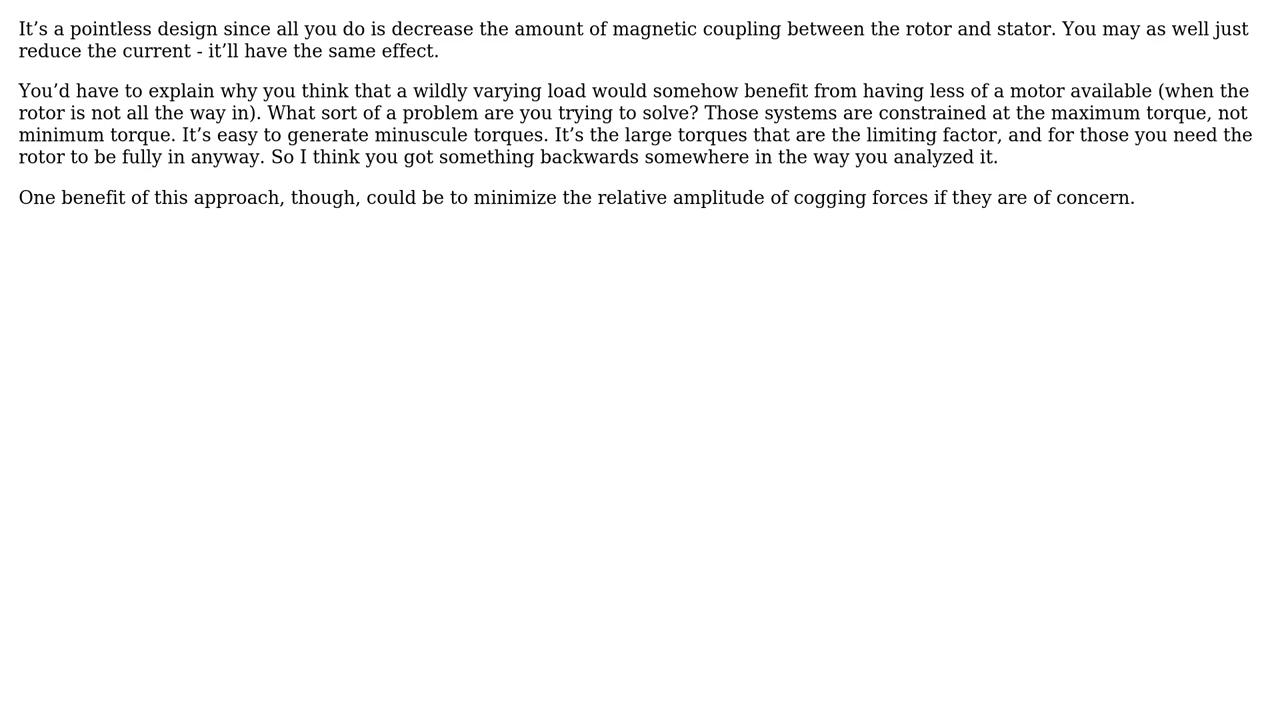 It’s a pointless design since all you do is decrease the amount of magnetic coupling between the rotor and stator. You may as well just
reduce the current - it’ll have the same effect.
You’d have to explain why you think that a wildly varying load would somehow benefit from having less of a motor available (when the
rotor is not all the way in). What sort of a problem are you trying to solve? Those systems are constrained at the maximum torque, not
minimum torque. It’s easy to generate minuscule torques. It’s the large torques that are the limiting factor, and for those you need the
rotor to be fully in anyway. So I think you got something backwards somewhere in the way you analyzed it.
One benefit of this approach, though, could be to minimize the relative amplitude of cogging forces if they are of concern.